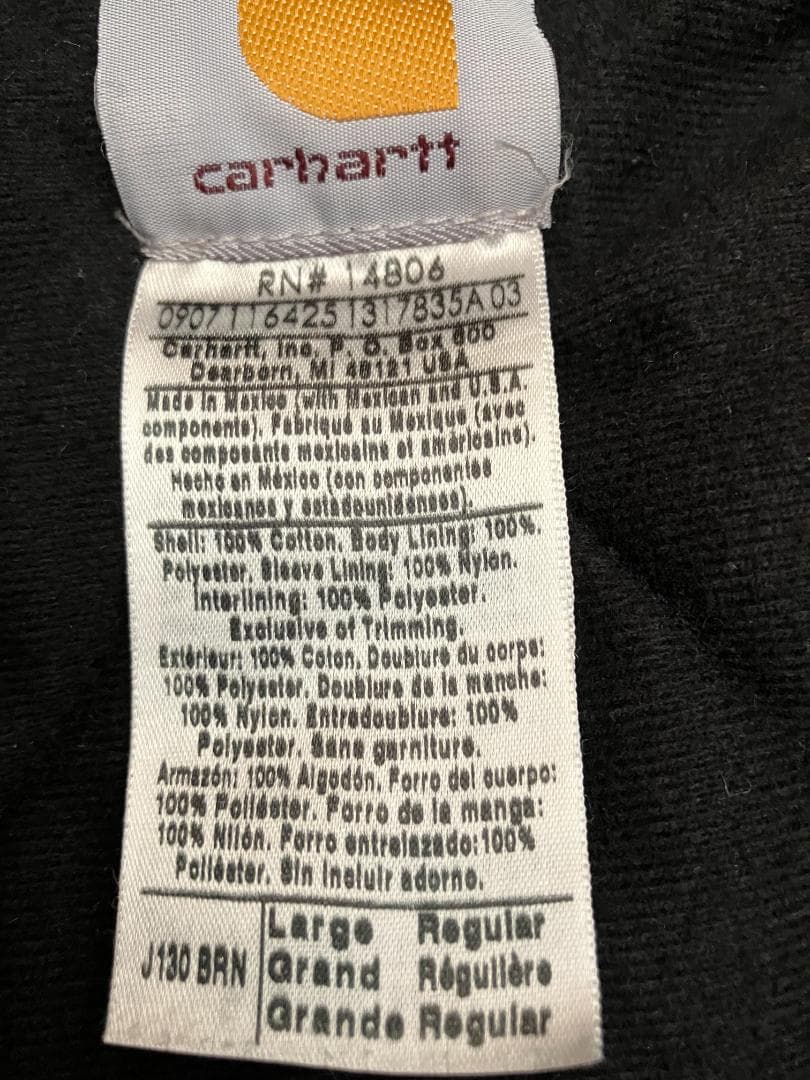 carhartt
RN# 14806
0907116425 1317835A 03
Carhartt, Inc. P. O. Box 600
Dearborn, MI 48121 USA
Made in Mexico (with Mexican and U.S.A.
components). Fabriqué au Mexique (avec
des composants mexicains et américains).
Hecho en México (con componentes
mexicanos y estadounidenses).
Shell: 100% Cotton. Body Lining: 100%.
Polyester. Sleeve Lining: 100% Nylon.
Interlining: 100% Polyester.
Exclusive of Trimming.
Extérieur: 100% Coton. Doublure du corps:
100% Polyester. Doublure de la manche:
100% Nylon. Entredoublure: 100%
Polyester. Sans garniture.
Armazón: 100% Algodón. Forro del cuerpo:
100% Poliéster. Forro de la manga:
100% Nilón. Forro entrelazado: 100%
Poliéster. Sin incluir adorno.
J130 BRN
Large Regular
Grand Régulière
Grande Regular